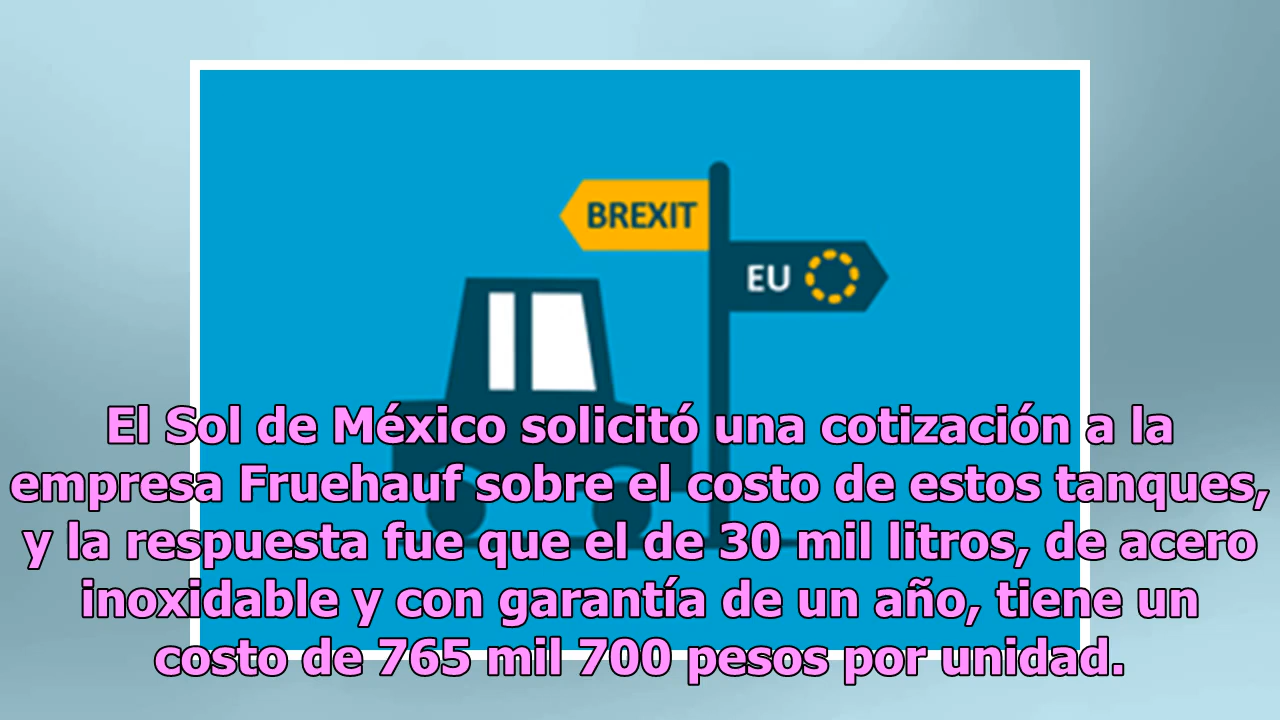 BREXIT
EU
El Sol de México solicitó una cotización a la
empresa Fruehauf sobre el costo de estos tanques,
y la respuesta fue que el de 30 mil litros, de acero
inoxidable y con garantía de un año, tiene un
costo de 765 mil 700 pesos por unidad.